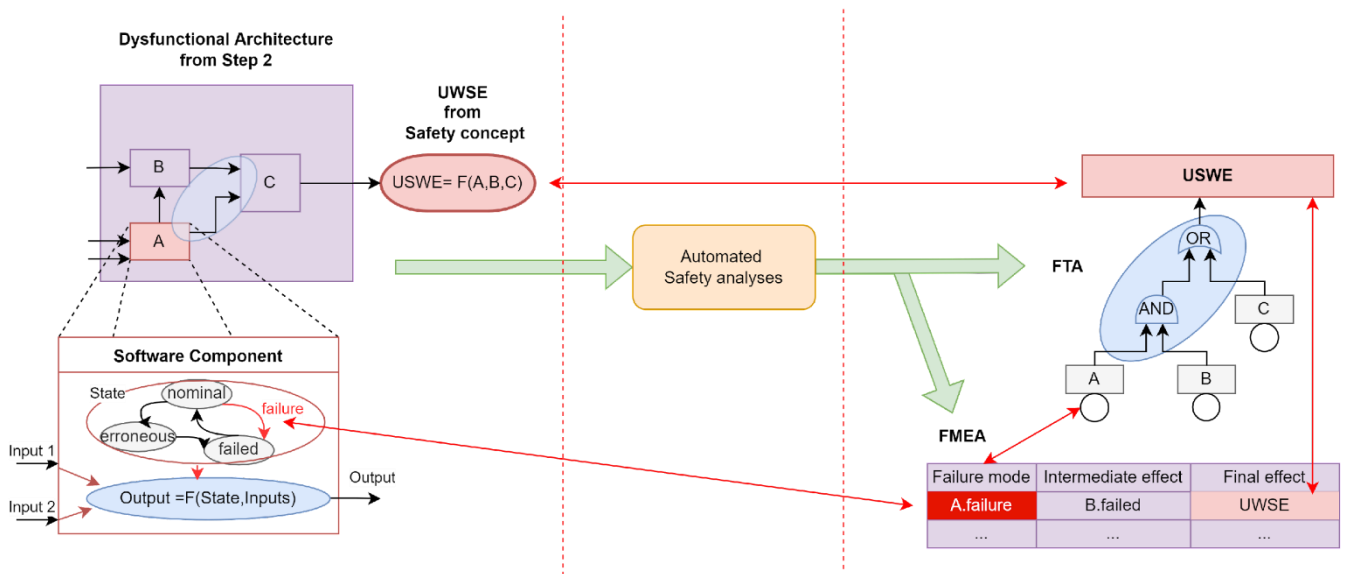 Dysfunctional Architecture
from Step 2
B
C
A
UWSE
from
Safety concept
USWE= F(A,B,C)
Software Component
State
nominal
failure
erroneous
failed
Input 1
Input 2
Output =F(State,Inputs)
Output
Automated
Safety analyses
FTA
FMEA
USWE
OR
AND
C
A
B
Failure mode Intermediate effect Final effect
A.failure B.failed UWSE
... ... ...